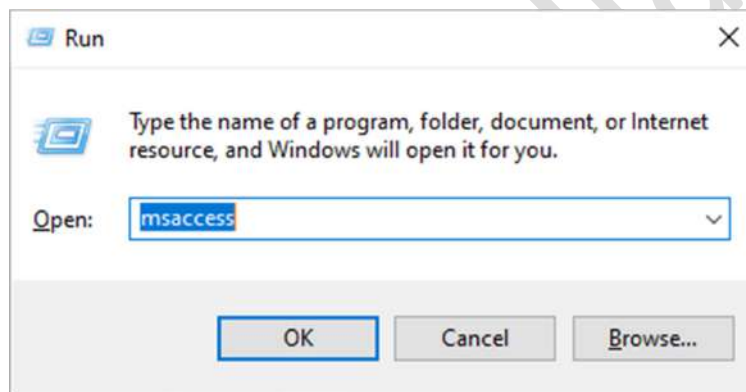 Run
Type the name of a program, folder, document, or Internet
resource, and Windows will open it for you.
Open: msaccess
OK Cancel Browse...